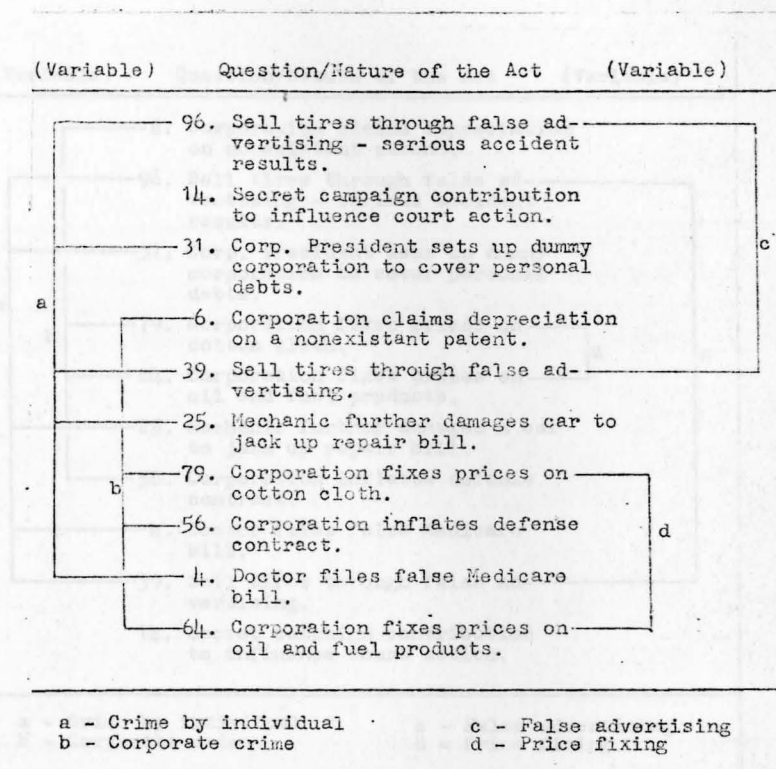 (Variable) Question/Nature of the Act (Variable)
96. Sell tires through false ad-
vertising - serious accident
results.
14. Secret campaign contribution
to influence court action.
31. Corp. President sets up dummy
corporation to cover personal
debts.
a
c
6. Corporation claims depreciation
on a nonexistant patent.
39. Sell tires through false ad-
vertiling.
25. Mechanic further damages car to
jack up repair bill.
79. Corporation fixes prices on
cotton cloth.
b
56. Corporation inflates defense
contract.
d
4. Doctor files false Medicare
bill.
64. Corporation fixes prices on
oil and fuel products.
a - Crime by individual
b - Corporate crime
c - False advertising
d - Price fixing